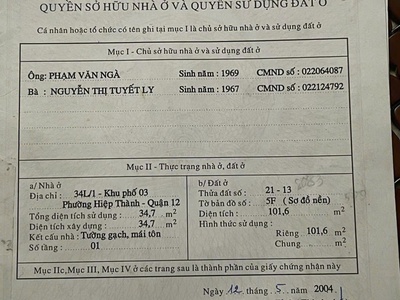 QUYỀN SỞ HỮU NHÀ Ở VÀ QUYỀN SỬ DỤNG ĐẤT Ở
Cá nhân hoặc tổ chức có tên ghi tại mục I là chủ sở hữu nhà ở và sử dụng đất ở
Mục I - Chủ sở hữu nhà ở và sử dụng đất ở
Ông: PHẠM VĂN NGÀ Sinh năm : 1969 CMND số : 022064087
Bà : NGUYỄN THỊ TUYẾT LY Sinh năm : 1967 CMND số : 022124792
Mục II - Thực trạng nhà ở, đất ở
a/ Nhà ở
Địa chỉ : 34L/1 - Khu phố 03
Phường Hiệp Thành - Quận 12
Tổng diện tích sử dụng : 34,7 m2
Diện tích xây dựng : 34,7 m2
Kết cấu nhà : Tường gạch, mái tôn
Số tầng : 01
b/ Đất ở
Thửa đất số : 21 - 13
Tờ bản đồ số : 5F ( Sơ đồ nền)
Diện tích : 101,6 m2
Hình thức sử dụng :
Riêng 101,6 m2
Chung m2
Mục IIc, Mục III, Mục IV ở các trang sau là thành phần của giấy chứng nhận này
Ngày 12 tháng 5 năm 2004